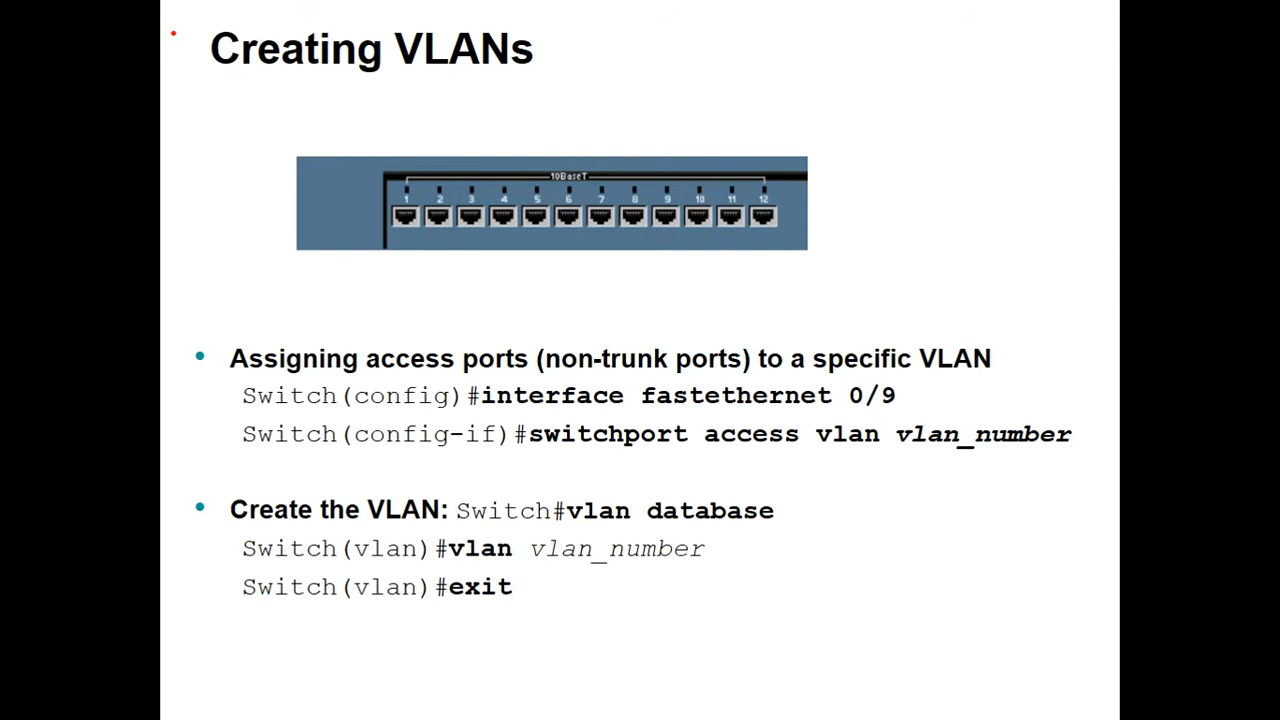 Creating VLANs
10BaseT
1 2 3 4 5 6 7 8 9 10 11 12
• Assigning access ports (non-trunk ports) to a specific VLAN
Switch(config)#interface fastethernet 0/9
Switch(config-if)#switchport access vlan vlan_number
• Create the VLAN: Switch#vlan database
Switch(vlan)#vlan vlan_number
Switch(vlan)#exit